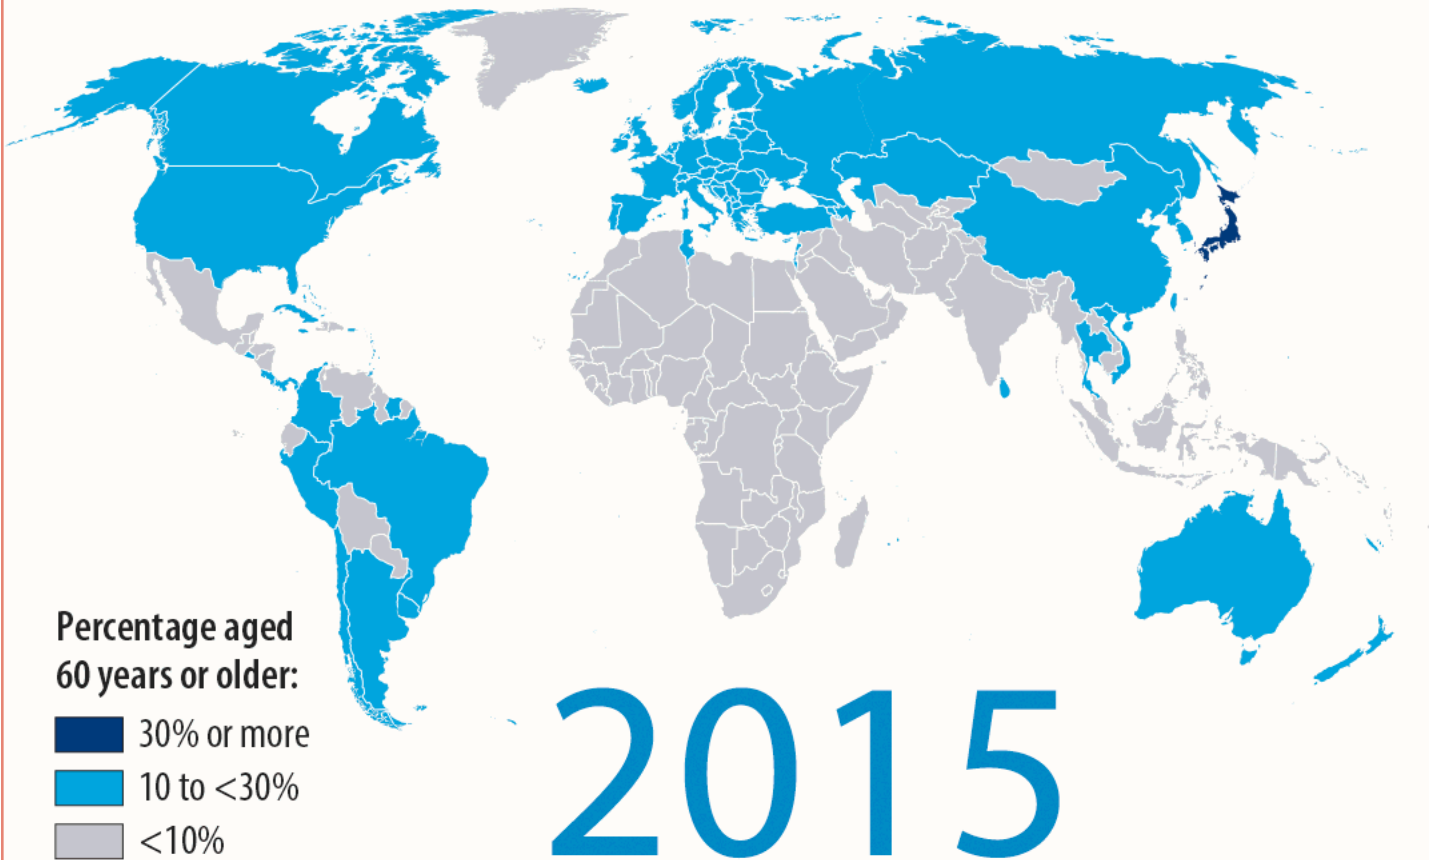 Percentage aged
60 years or older:
30% or more
10 to <30%
<10%
2015